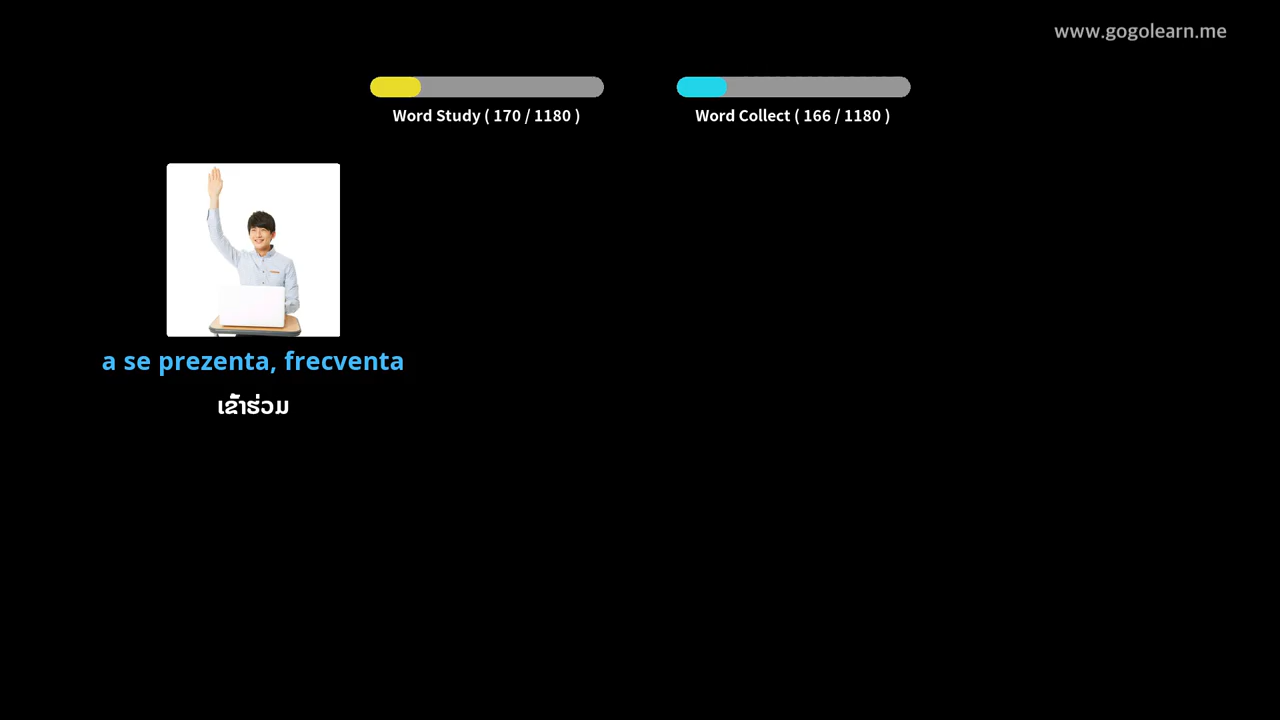 www.gogolearn.me
Word Study ( 170 / 1180 )
Word Collect ( 166 / 1180 )
a se prezenta, frecventa
ເຂົ້າຮ່ວມ